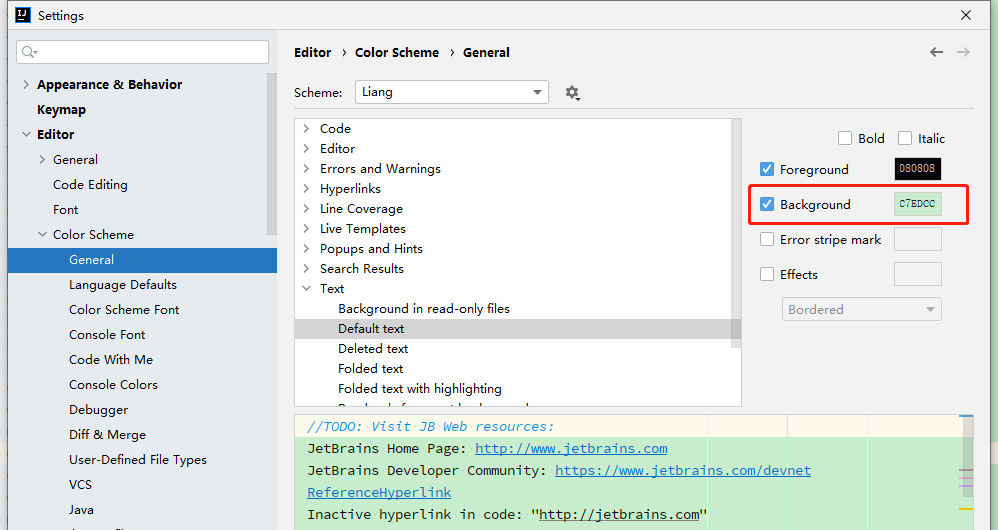 IJ Settings
Appearance & Behavior
Keymap
Editor
General
Code Editing
Font
Color Scheme
General
Language Defaults
Color Scheme Font
Console Font
Code With Me
Console Colors
Debugger
Diff & Merge
User-Defined File Types
VCS
Java
Editor › Color Scheme › General
Scheme: Liang
Code
Editor
Errors and Warnings
Hyperlinks
Line Coverage
Live Templates
Popups and Hints
Search Results
Text
Background in read-only files
Default text
Deleted text
Folded text
Folded text with highlighting
Bold Italic
Foreground 080808
Background C7EDCC
Error stripe mark
Effects
Bordered
//TODO: Visit JB Web resources:
JetBrains Home Page: http://www.jetbrains.com
JetBrains Developer Community: https://www.jetbrains.com/devnet
ReferenceHyperlink
Inactive hyperlink in code: "http://jetbrains.com"